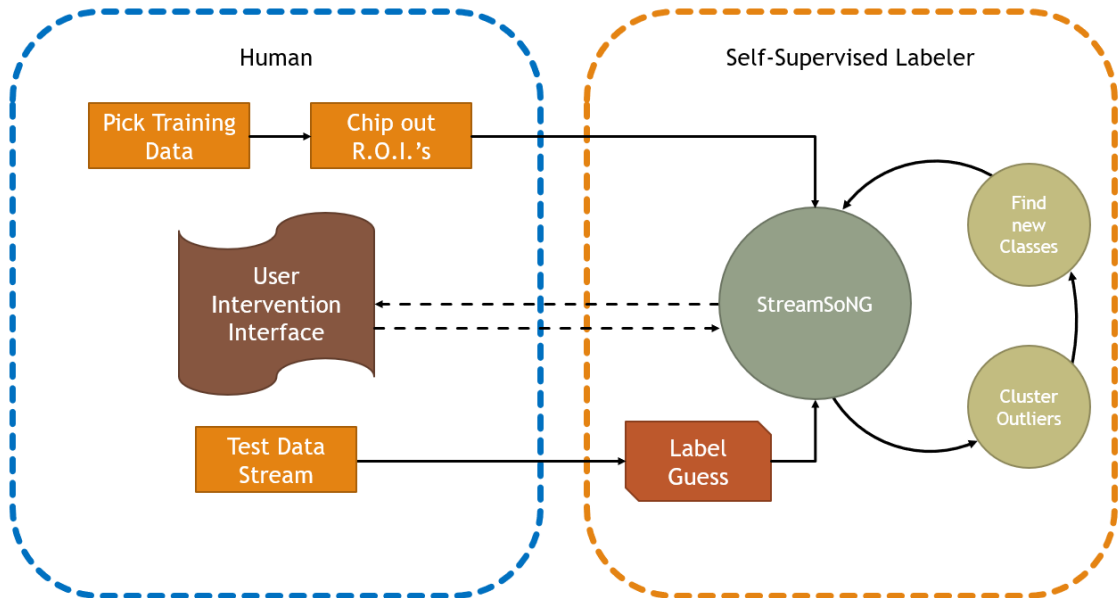 Human
Self-Supervised Labeler
Pick Training
Data
Chip out
R.O.I.'s
Find
new
Classes
User
Intervention
Interface
StreamSoNG
Cluster
Outliers
Test Data
Stream
Label
Guess